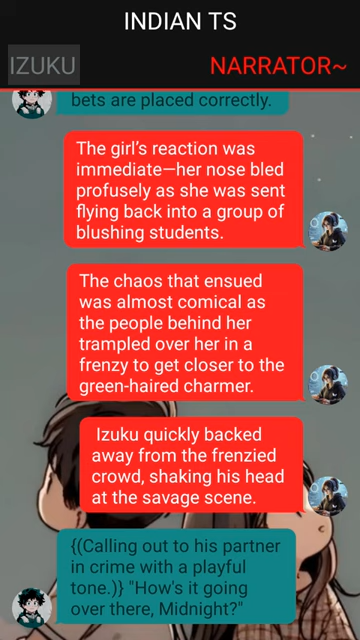 INDIAN TS
IZUKU
NARRATOR~
bets are placed correctly.
The girl's reaction was
immediate—her nose bled
profusely as she was sent
flying back into a group of
blushing students.
The chaos that ensued
was almost comical as
the people behind her
trampled over her in a
frenzy to get closer to the
green-haired charmer.
Izuku quickly backed
away from the frenzied
crowd, shaking his head
at the savage scene.
{(Calling out to his partner
in crime with a playful
tone.)} "How's it going
over there, Midnight?"